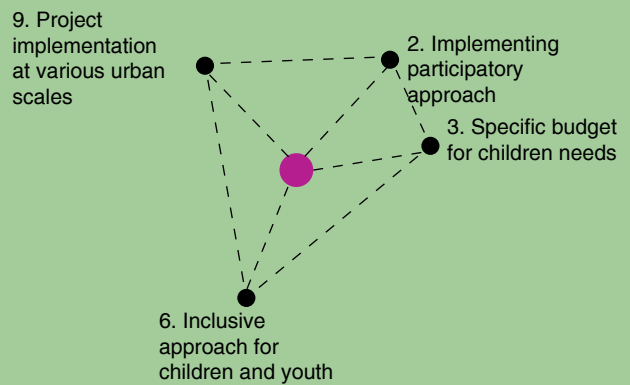 9. Project
implementation
at various urban
scales
2. Implementing
participatory
approach
3. Specific budget
for children needs
6. Inclusive
approach for
children and youth